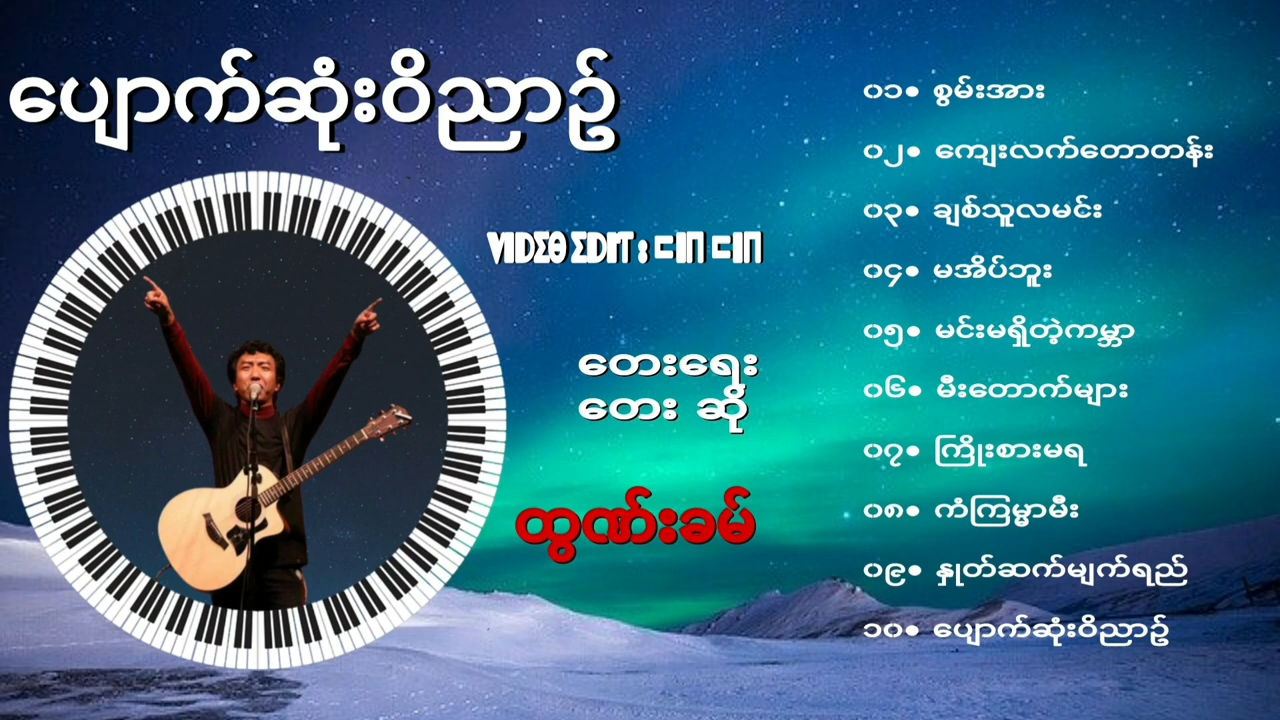 ပျောက်ဆုံးဝိညာဥ်
VIIDΣθ ΣDIT :
တေးရေး
တေး ဆို
ထွဏ်းခမ်
၀၁• စွမ်းအား
၀၂• ကျေးလက်တောတန်း
၀၃• ချစ်သူလမင်း
၀၄• မအိပ်ဘူး
၀၅• မင်းမရှိတဲ့ကမ္ဘာ
၀၆• မီးတောက်များ
၀၇• ကြိုးစားမရ
၀၈• ကံကြမ္မာမီး
၀၉• နှုတ်ဆက်မျက်ရည်
၁၀• ပျောက်ဆုံးဝိညာဥ်